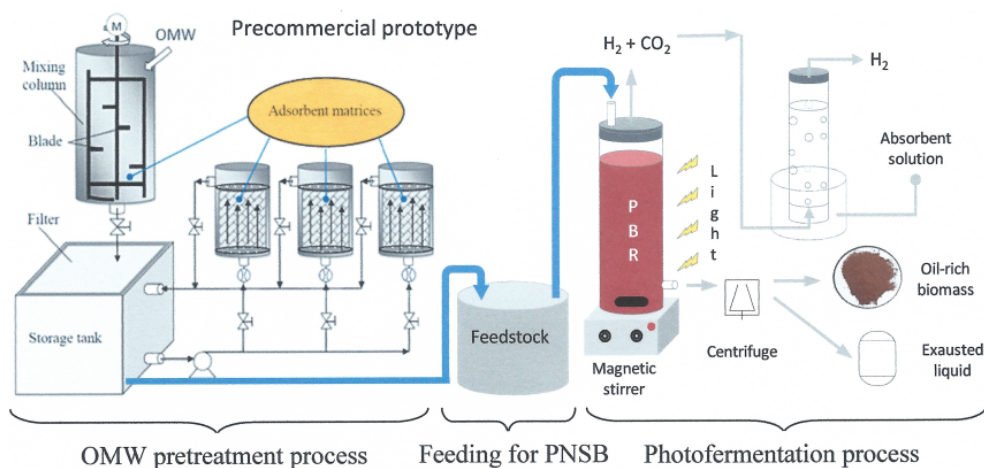 Precommercial prototype
M
OMW
Mixing
column
Blade
Adsorbent matrices
Filter
Storage tank
Feedstock
H2 + CO2
H2
Absorbent
solution
P
B
R
L
i
g
h
t
Magnetic
stirrer
Centrifuge
Oil-rich
biomass
Exausted
liquid
OMW pretreatment process
Feeding for PNSB
Photofermentation process